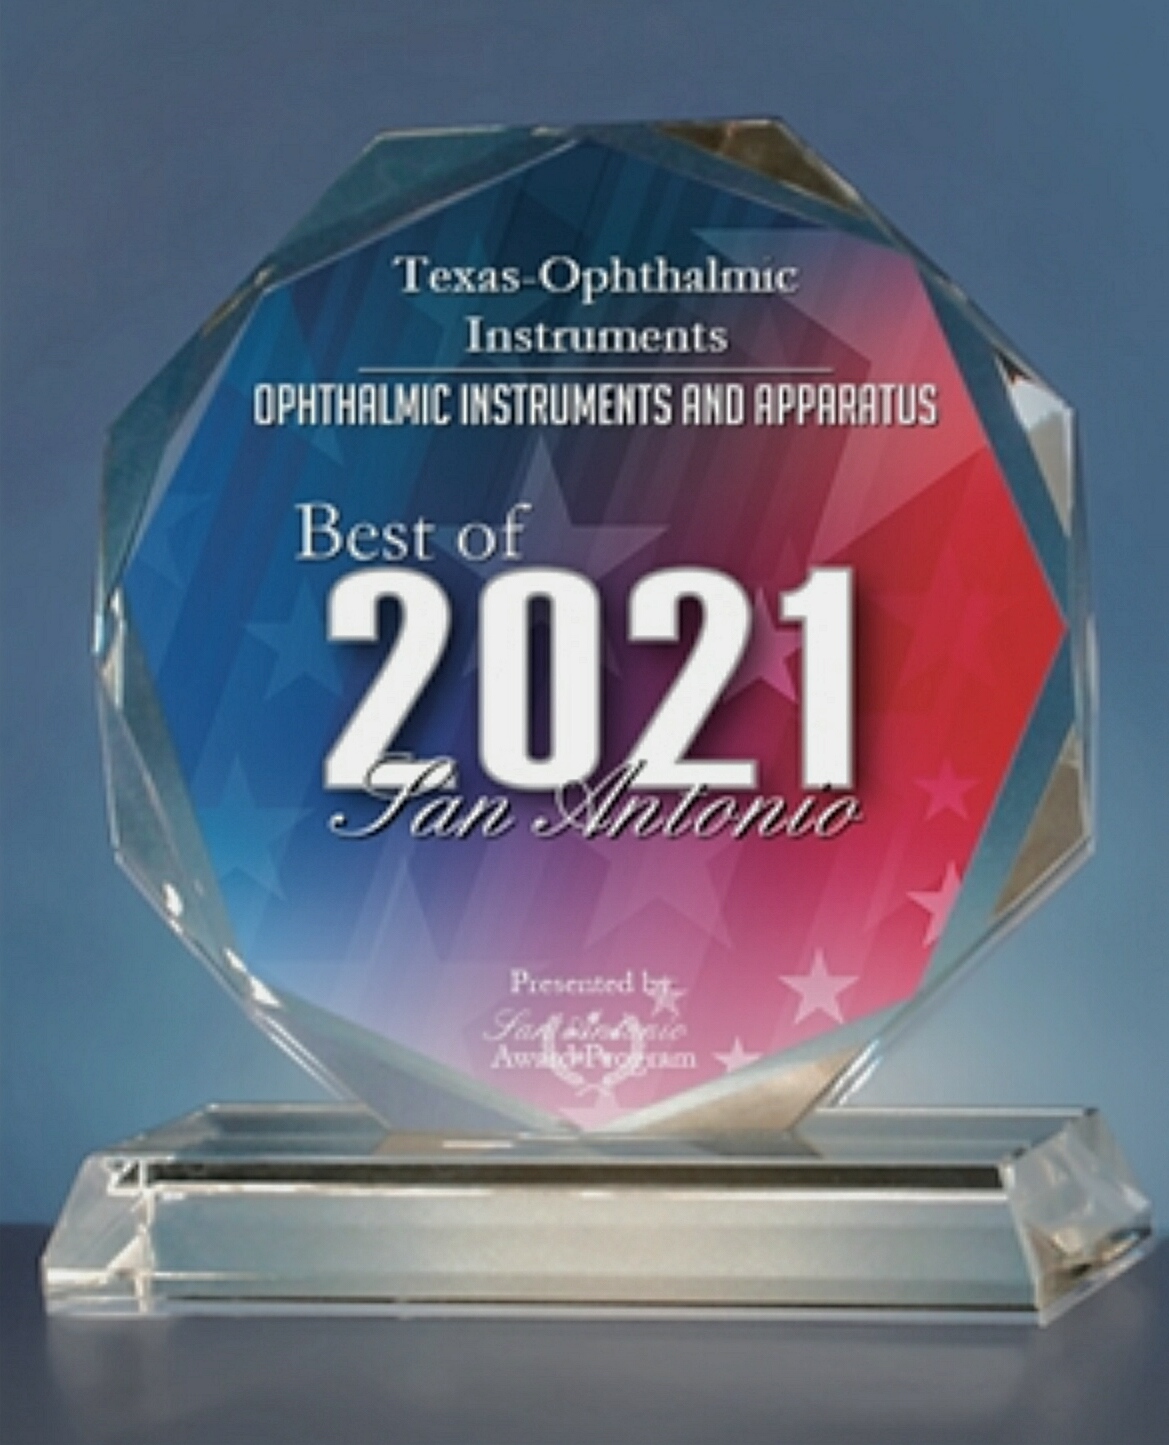 Texas-Ophthalmic
Instruments
OPHTHALMIC INSTRUMENTS AND APPARATUS
Best of
2021
San Antonio
Presented by
San Antonio
Award Program